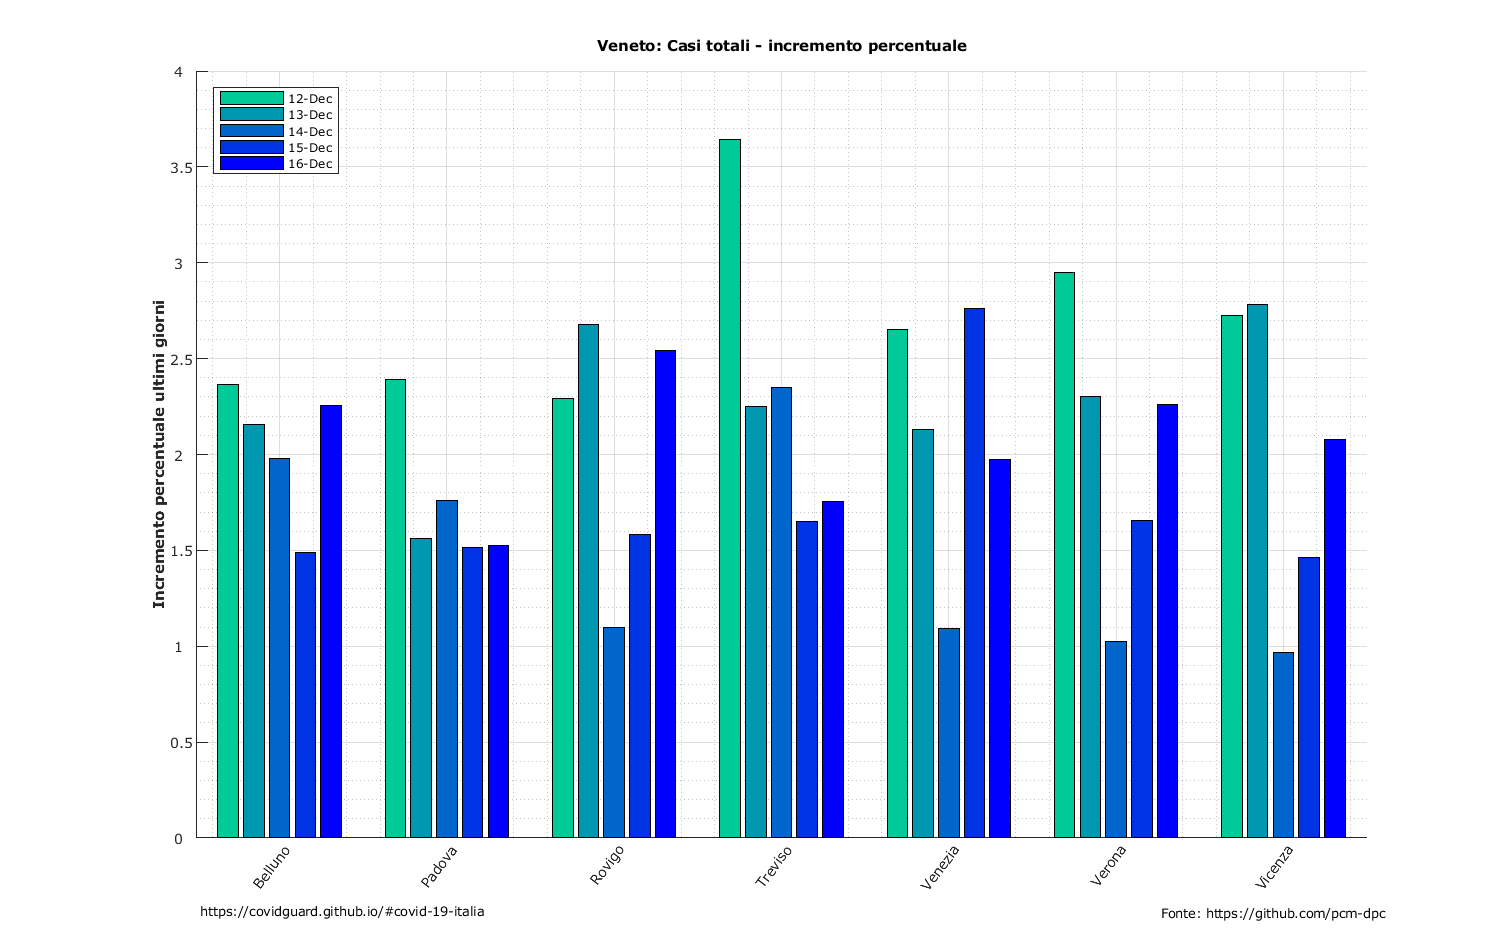 Veneto: Casi totali - incremento percentuale
4
3.5
3
2.5
2
1.5
1
0.5
0
Incremento percentuale ultimi giorni
12-Dec
13-Dec
14-Dec
15-Dec
16-Dec
Belluno
Padova
Rovigo
Treviso
Venezia
Verona
Vicenza
https://covidguard.github.io/#covid-19-italia
Fonte: https://github.com/pcm-dpc